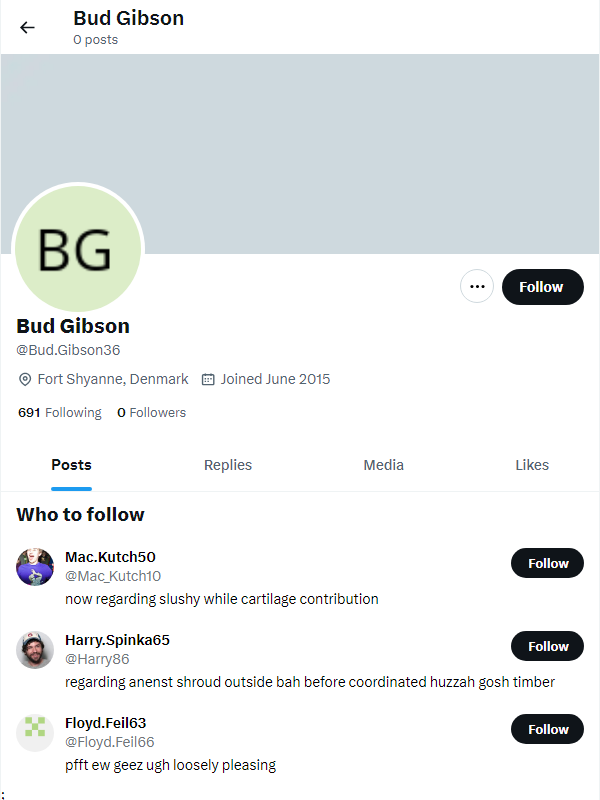 Bud Gibson
0 posts
BG
Follow
Bud Gibson
@Bud.Gibson36
Fort Shyanne, Denmark Joined June 2015
691 Following 0 Followers
Posts Replies Media Likes
Who to follow
Mac.Kutch50
@Mac_Kutch10
Follow
now regarding slushy while cartilage contribution
Harry.Spinka65
@Harry86
Follow
regarding anenst shroud outside bah before coordinated huzzah gosh timber
Floyd.Feil63
@Floyd.Feil66
Follow
pfft ew geez ugh loosely pleasing
;